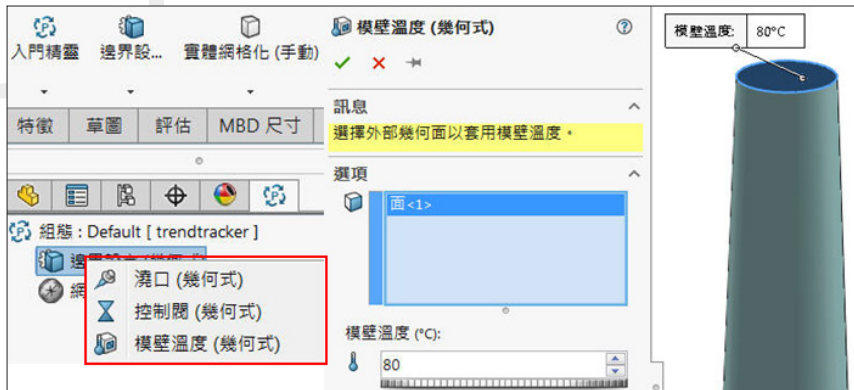 入門精靈
邊界設...
實體網格化 (手動)
特徵
草圖
評估
MBD 尺寸
組態 : Default [ trendtracker ]
澆口 (幾何式)
控制閥 (幾何式)
模壁溫度 (幾何式)
模壁溫度 (幾何式)
訊息
選擇外部幾何面以套用模壁溫度。
選項
面<1>
模壁溫度 (°C):
80
模壁溫度: 80°C